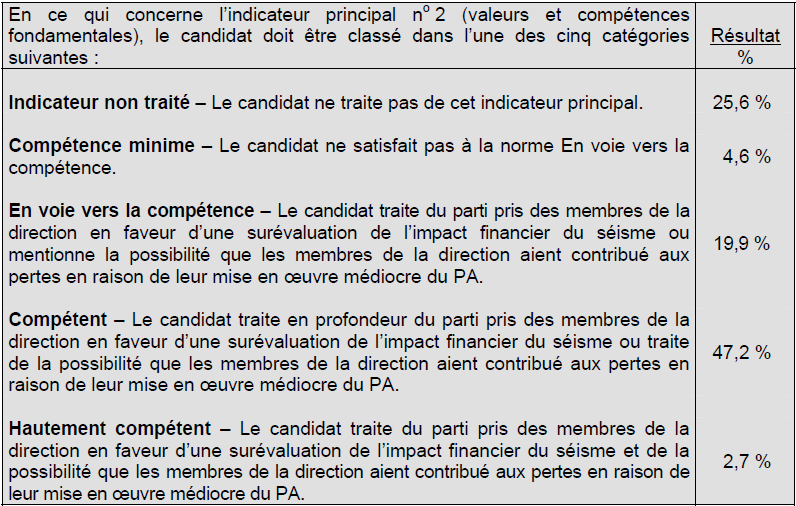 En ce qui concerne l'indicateur principal nº 2 (valeurs et compétences
fondamentales), le candidat doit être classé dans l'une des cinq catégories
suivantes :
Résultat
%
Indicateur non traité – Le candidat ne traite pas de cet indicateur principal.
25,6 %
Compétence minime – Le candidat ne satisfait pas à la norme En voie vers la
compétence.
4,6 %
En voie vers la compétence – Le candidat traite du parti pris des membres de la
direction en faveur d'une surévaluation de l'impact financier du séisme ou
mentionne la possibilité que les membres de la direction aient contribué aux
pertes en raison de leur mise en œuvre médiocre du PA.
19,9 %
Compétent – Le candidat traite en profondeur du parti pris des membres de la
direction en faveur d'une surévaluation de l'impact financier du séisme ou traite
de la possibilité que les membres de la direction aient contribué aux pertes en
raison de leur mise en œuvre médiocre du PA.
47,2 %
Hautement compétent – Le candidat traite du parti pris des membres de la
direction en faveur d'une surévaluation de l'impact financier du séisme et de la
possibilité que les membres de la direction aient contribué aux pertes en raison de
leur mise en œuvre médiocre du PA.
2,7 %